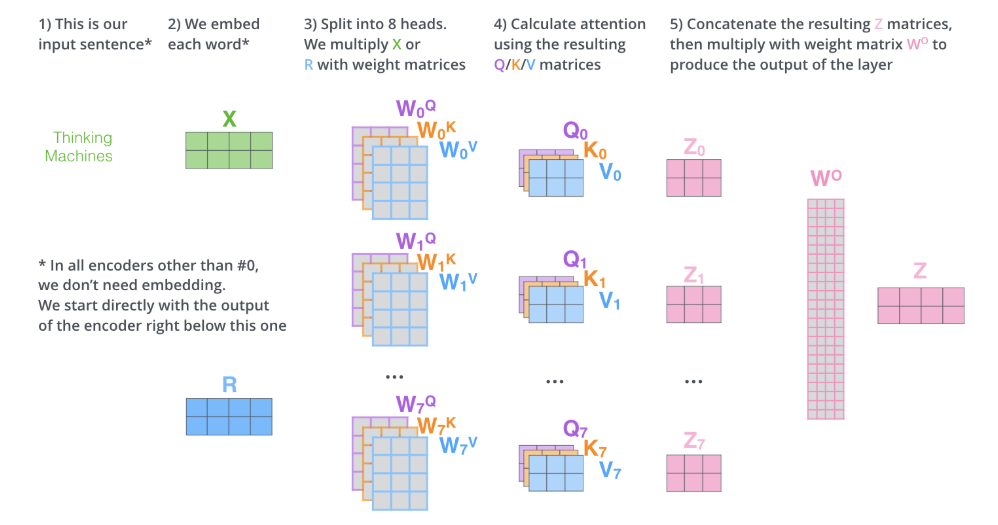 1) This is our
input sentence*
2) We embed
each word*
3) Split into 8 heads.
We multiply X or
R with weight matrices
4) Calculate attention
using the resulting
Q/K/V matrices
5) Concatenate the resulting Z matrices,
then multiply with weight matrix Wᴼ to
produce the output of the layer
Thinking
Machines
X
W₀Q
W₀K
W₀V
Q₀
K₀
V₀
Z₀
* In all encoders other than #0,
we don’t need embedding.
We start directly with the output
of the encoder right below this one
W₁Q
W₁K
W₁V
Q₁
K₁
V₁
Z₁
...
...
...
R
W₇Q
W₇K
W₇V
Q₇
K₇
V₇
Z₇
Wᴼ
Z